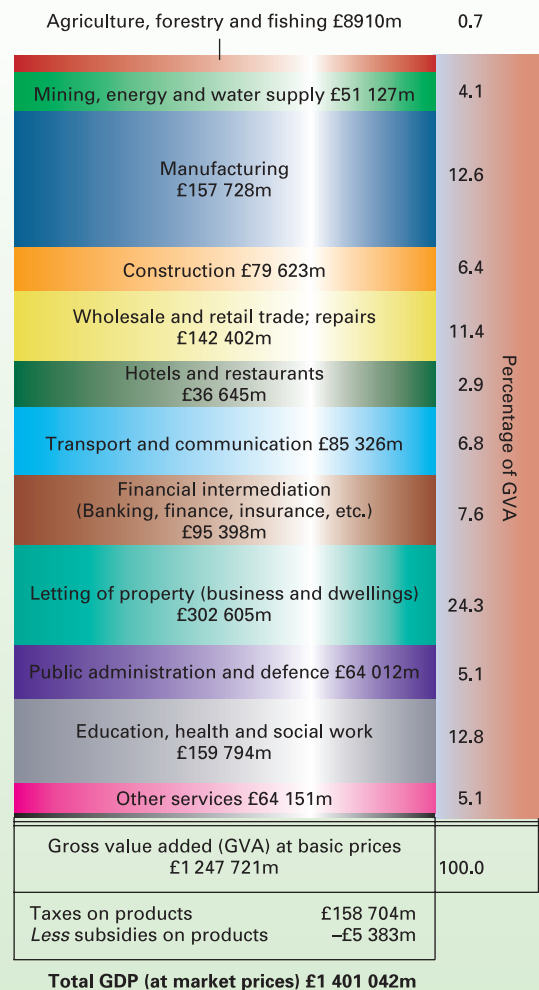 Agriculture, forestry and fishing £8910m 0.7
Mining, energy and water supply £51 127m 4.1
Manufacturing
£157 728m 12.6
Construction £79 623m 6.4
Wholesale and retail trade; repairs
£142 402m 11.4
Hotels and restaurants
£36 645m 2.9
Transport and communication £85 326m 6.8
Financial intermediation
(Banking, finance, insurance, etc.) 7.6
£95 398m
Letting of property (business and dwellings)
£302 605m 24.3
Public administration and defence £64 012m 5.1
Education, health and social work
£159 794m 12.8
Other services £64 151m 5.1
Percentage of GVA
Gross value added (GVA) at basic prices
£1 247 721m 100.0
Taxes on products £158 704m
Less subsidies on products –£5 383m
Total GDP (at market prices) £1 401 042m